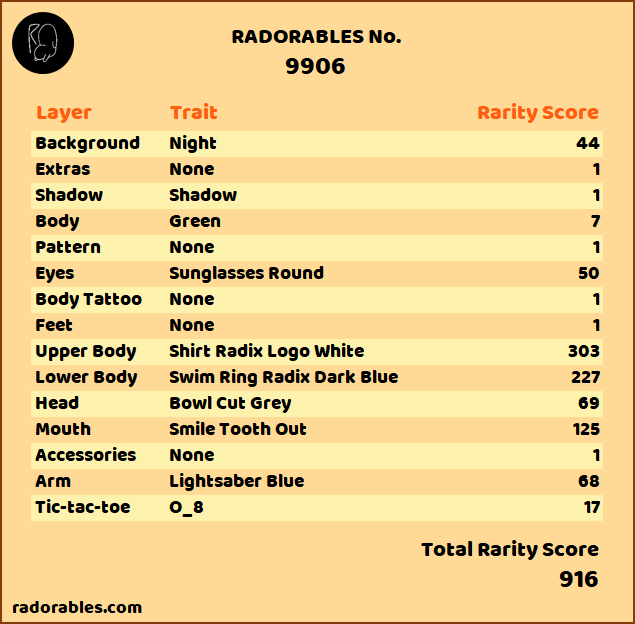 RADORABLES No.
9906
Layer Trait Rarity Score
Background Night 44
Extras None 1
Shadow Shadow 1
Body Green 7
Pattern None 1
Eyes Sunglasses Round 50
Body Tattoo None 1
Feet None 1
Upper Body Shirt Radix Logo White 303
Lower Body Swim Ring Radix Dark Blue 227
Head Bowl Cut Grey 69
Mouth Smile Tooth Out 125
Accessories None 1
Arm Lightsaber Blue 68
Tic-tac-toe O_8 17
Total Rarity Score
916
radorables.com